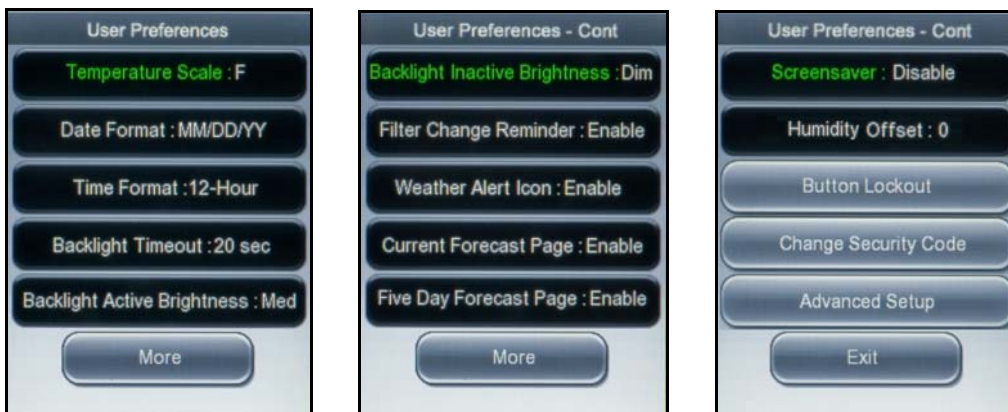 User Preferences
Temperature Scale : F
Date Format : MM/DD/YY
Time Format :12-Hour
Backlight Timeout :20 sec
Backlight Active Brightness : Med
More
User Preferences - Cont
Backlight Inactive Brightness : Dim
Filter Change Reminder : Enable
Weather Alert Icon : Enable
Current Forecast Page : Enable
Five Day Forecast Page : Enable
More
User Preferences - Cont
Screensaver : Disable
Humidity Offset : 0
Button Lockout
Change Security Code
Advanced Setup
Exit